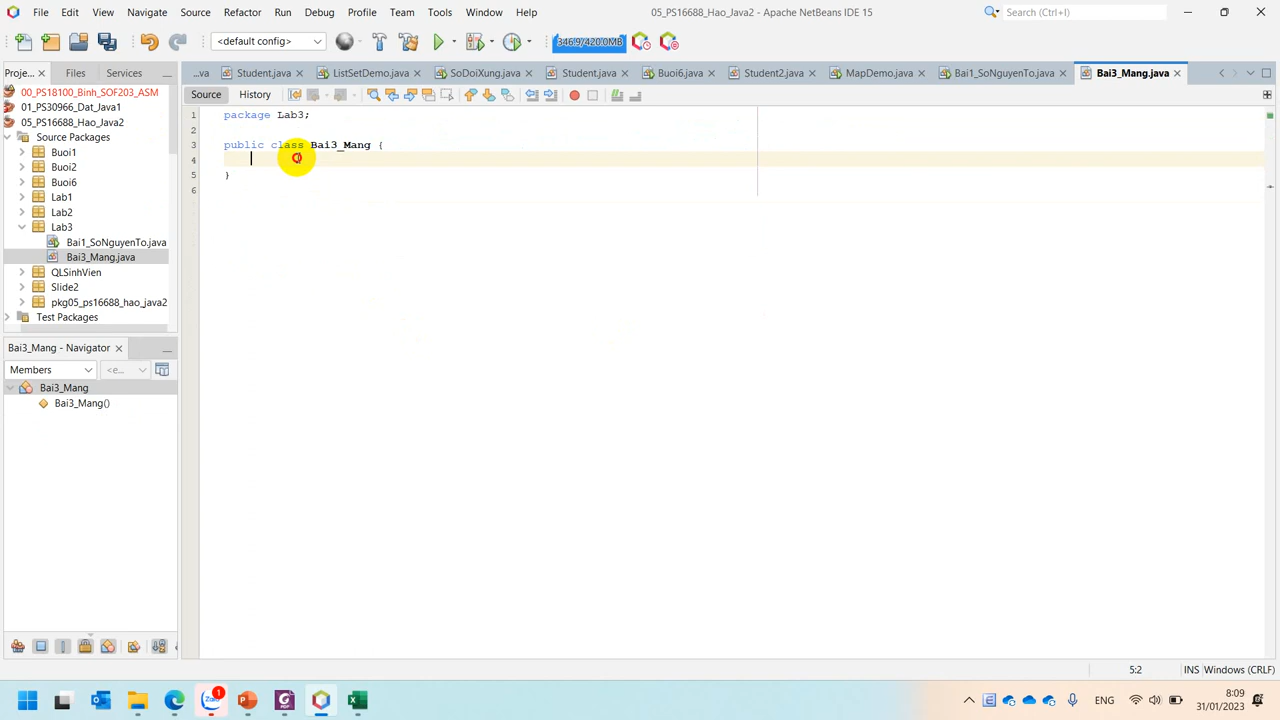 File Edit View Navigate Source Refactor Run Debug Profile Team Tools Window Help
05_PS16688_Hao_Java2 - Apache NetBeans IDE 15
Search (Ctrl+I)
<default config>
346.9/420.0MB
Proje...
Files
Services
...va
Student.java
ListSetDemo.java
SoDoiXung.java
Student.java
Buoi6.java
Student2.java
MapDemo.java
Bai1_SoNguyenTo.java
Bai3_Mang.java
00_PS18100_Binh_SOF203_ASM
01_PS30966_Dat_Java1
05_PS16688_Hao_Java2
Source Packages
Buoi1
Buoi2
Buoi6
Lab1
Lab2
Lab3
Bai1_SoNguyenTo.java
Bai3_Mang.java
QLSinhVien
Slide2
pkg05_ps16688_hao_java2
Test Packages
Source
History
1 package Lab3;
2
3 public class Bai3_Mang {
4
5 }
6
Bai3_Mang - Navigator
Members
<e...
Bai3_Mang
Bai3_Mang()
5:2
INS
Windows (CRLF)
Zalo
1
ENG
8:09
31/01/2023